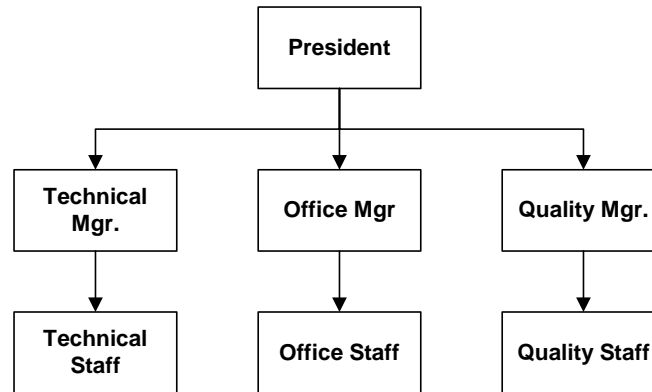 President
Technical
Mgr.
Office Mgr
Quality Mgr.
Technical
Staff
Office Staff
Quality Staff